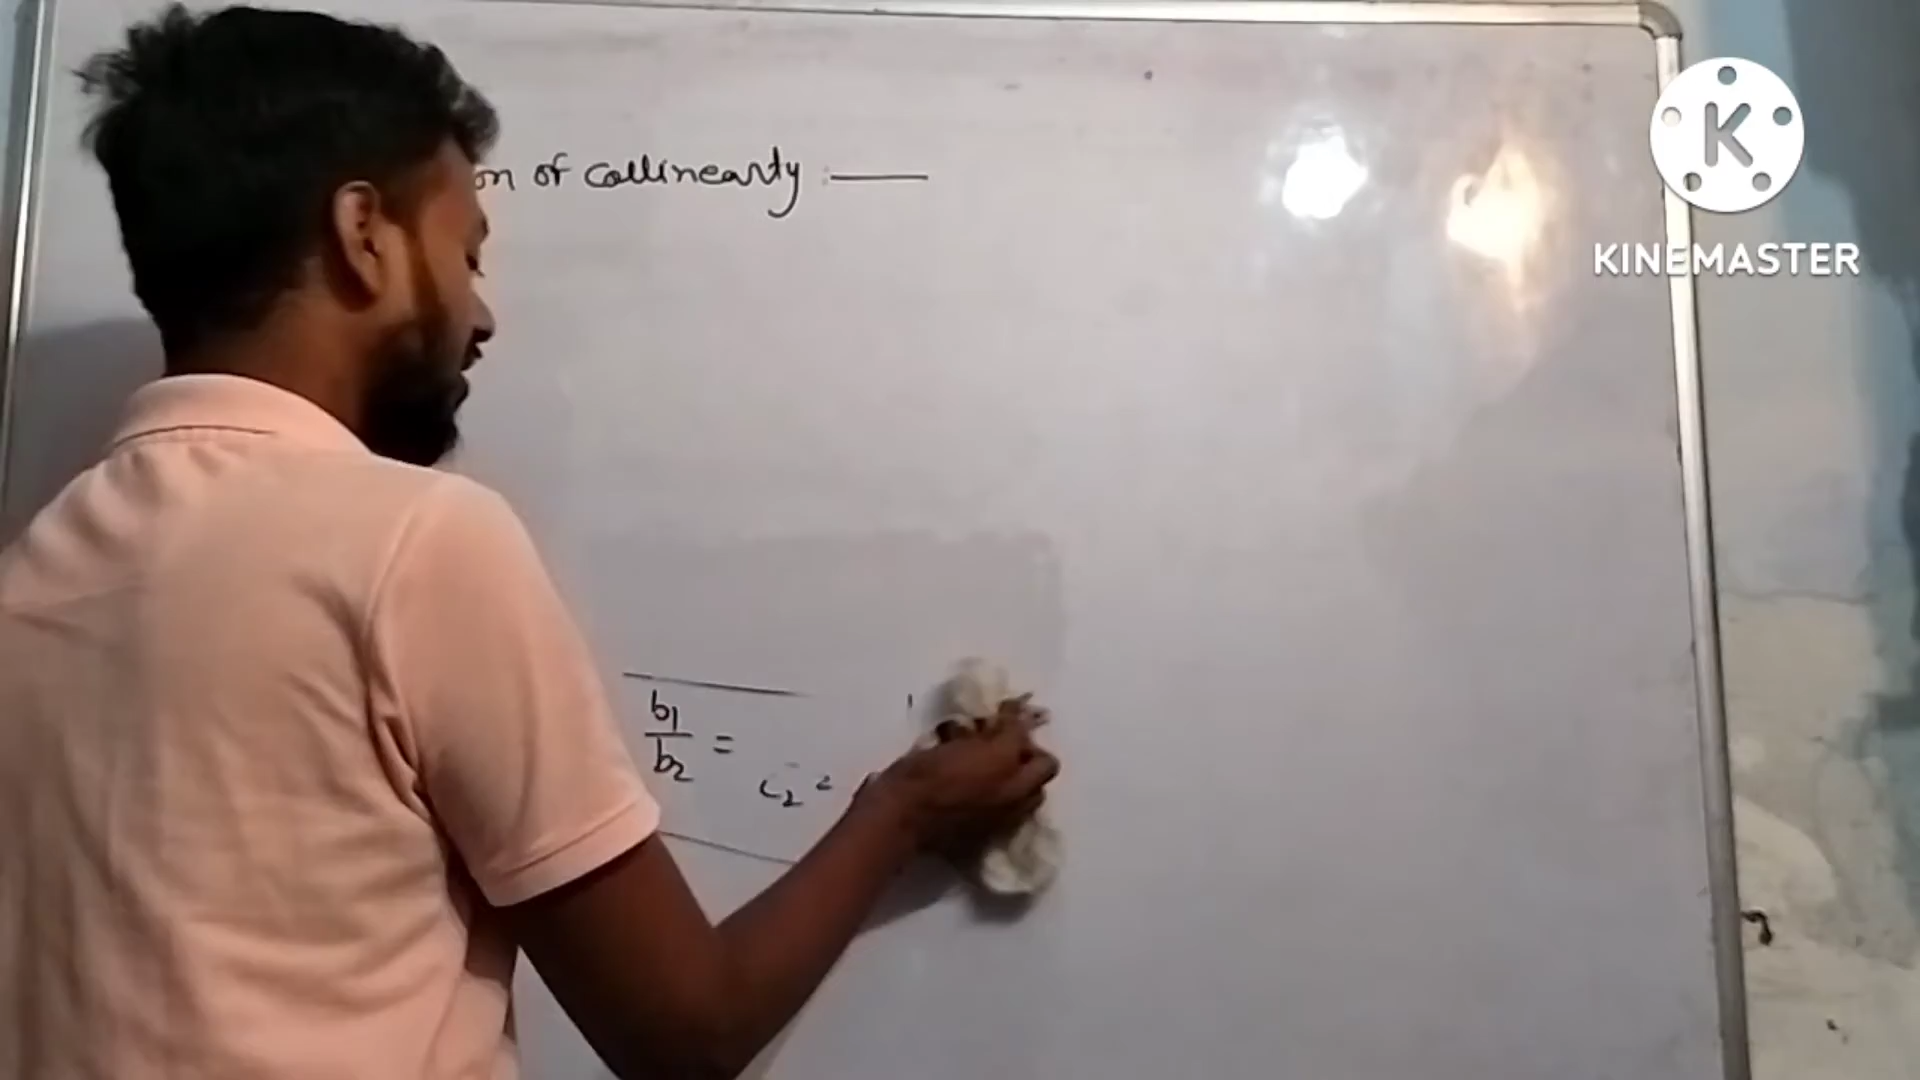 on of collinearty :—
K
KINEMASTER
b1
b2 =
c2 =